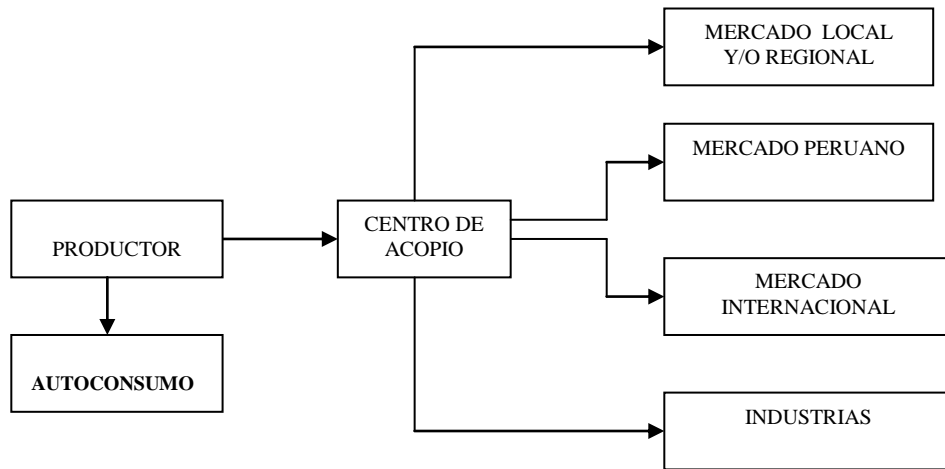 MERCADO LOCAL
Y/O REGIONAL
MERCADO PERUANO
PRODUCTOR
CENTRO DE
ACOPIO
MERCADO
INTERNACIONAL
AUTOCONSUMO
INDUSTRIAS